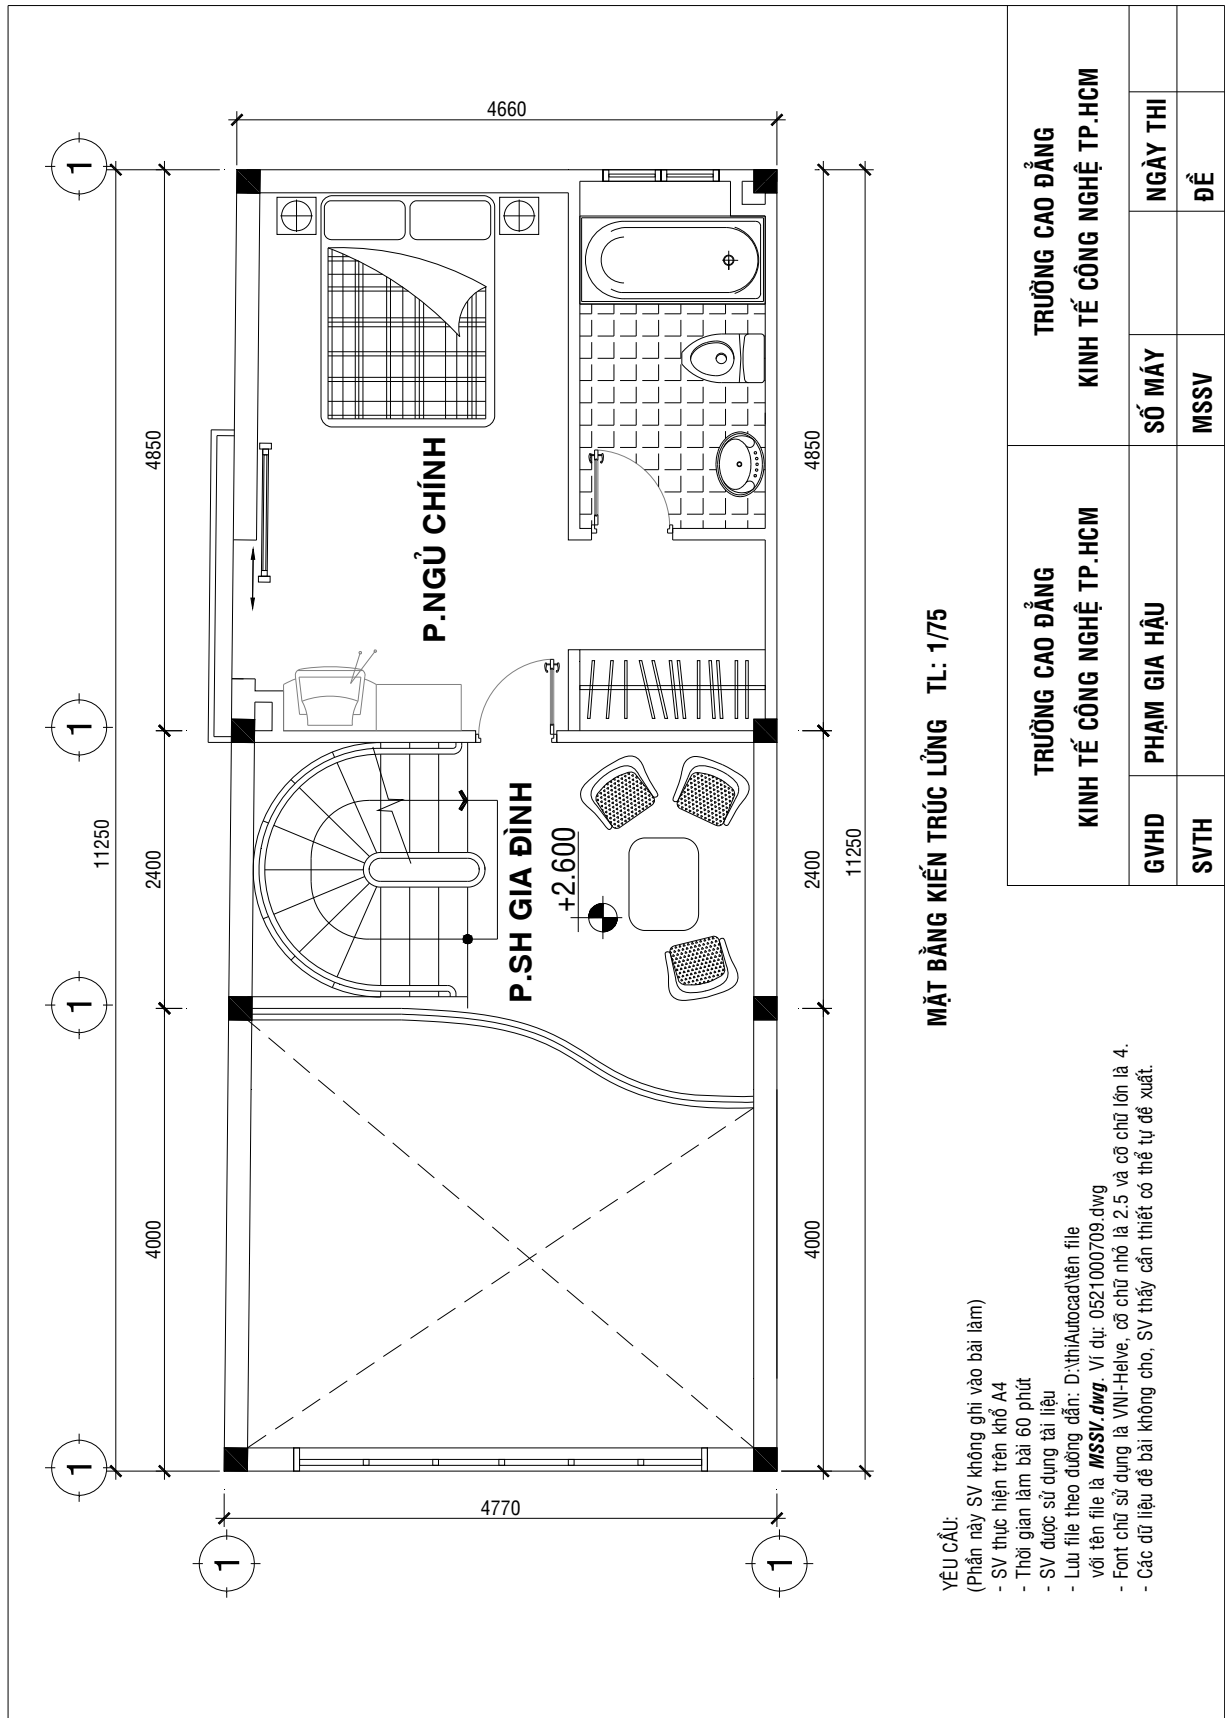 1
1
1
1
11250
4000
2400
4850
4770
4660
P.SH GIA ĐÌNH
+2.600
P.NGỦ CHÍNH
4000
2400
4850
11250
1
1
MẶT BẰNG KIẾN TRÚC LỬNG TL: 1/75
YÊU CẦU:
(Phần này SV không ghi vào bài làm)
- SV thực hiện trên khổ A4
- Thời gian làm bài 60 phút
- SV được sử dụng tài liệu
- Lưu file theo đường dẫn: D:\thiAutocad\tên file
với tên file là MSSV.dwg. Ví dụ: 0521000709.dwg
- Font chữ sử dụng là VNI-Helve, cỡ chữ nhỏ là 2.5 và cỡ chữ lớn là 4.
- Các dữ liệu đề bài không cho, SV thấy cần thiết có thể tự đề xuất.
TRƯỜNG CAO ĐẲNG
KINH TẾ CÔNG NGHỆ TP.HCM
TRƯỜNG CAO ĐẲNG
KINH TẾ CÔNG NGHỆ TP.HCM
GVHD PHẠM GIA HẬU SỐ MÁY NGÀY THI
SVTH MSSV ĐỀ